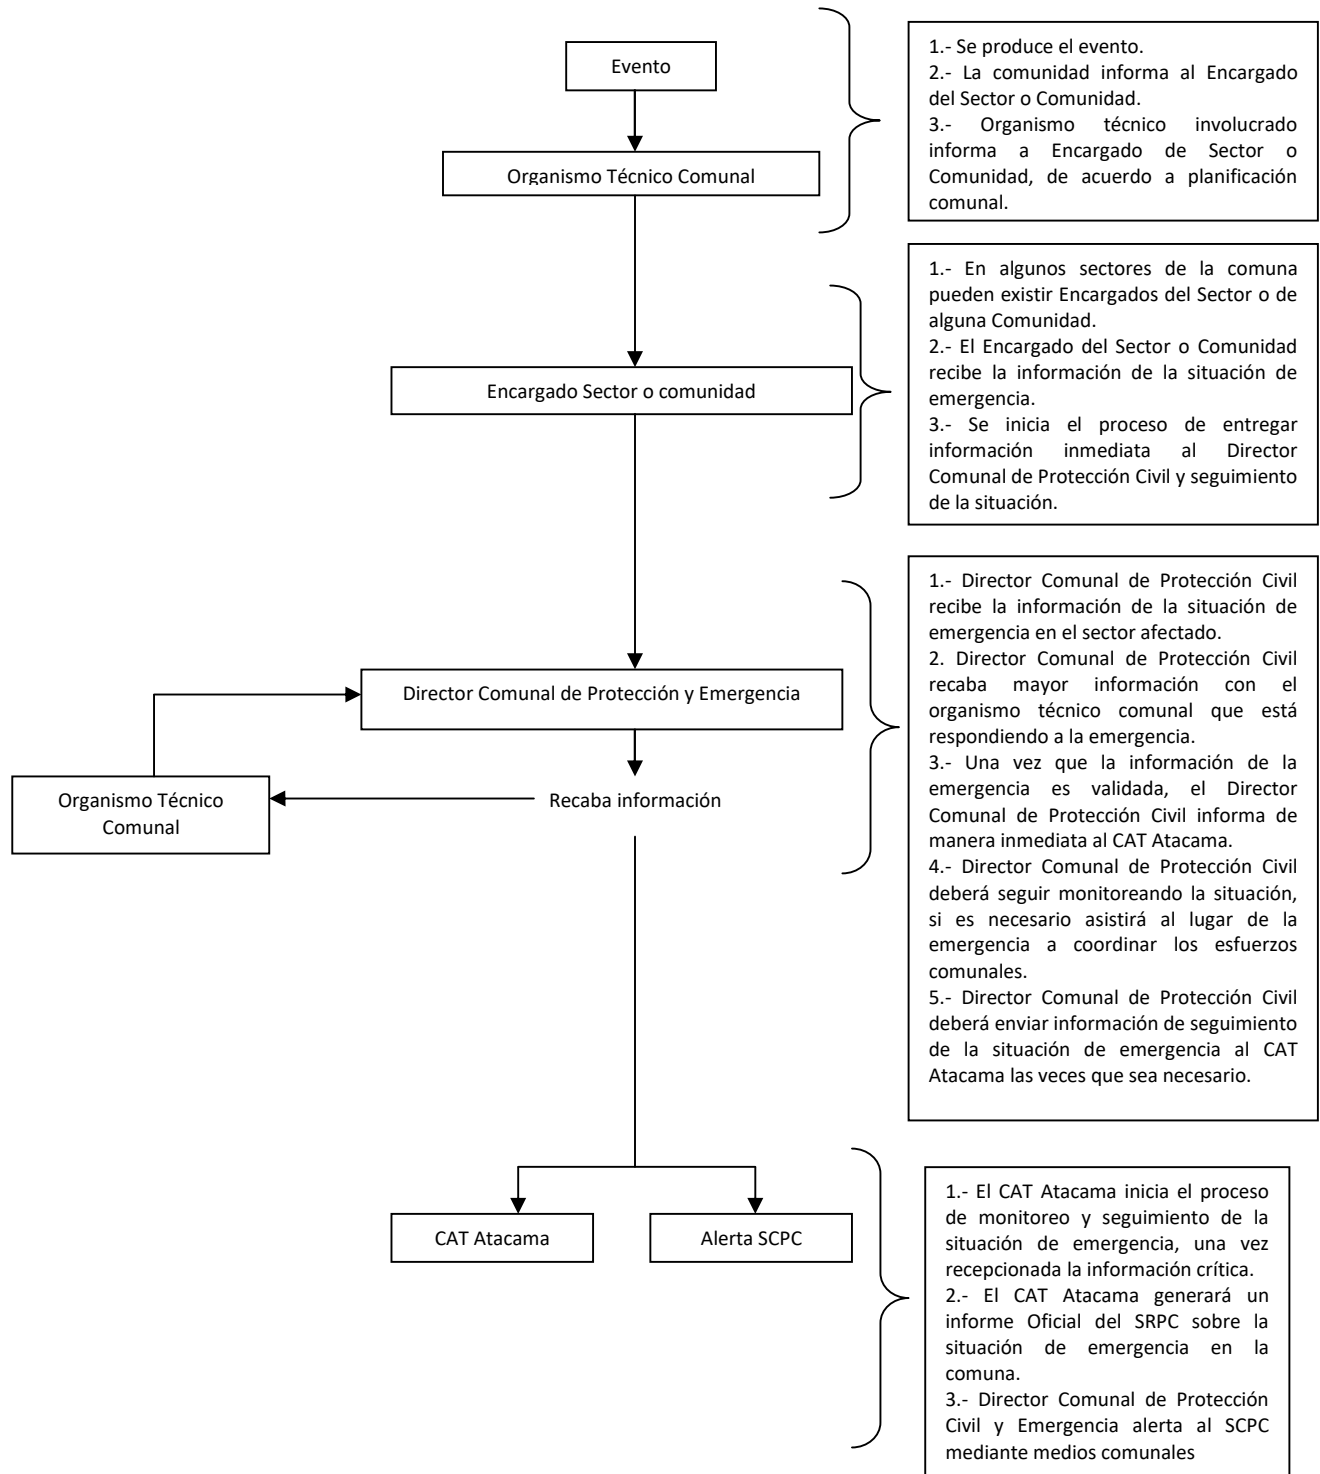 Evento
Organismo Técnico Comunal
1.- Se produce el evento.
2.- La comunidad informa al Encargado
del Sector o Comunidad.
3.- Organismo técnico involucrado
informa a Encargado de Sector o
Comunidad, de acuerdo a planificación
comunal.
Encargado Sector o comunidad
1.- En algunos sectores de la comuna
pueden existir Encargados del Sector o de
alguna Comunidad.
2.- El Encargado del Sector o Comunidad
recibe la información de la situación de
emergencia.
3.- Se inicia el proceso de entregar
información inmediata al Director
Comunal de Protección Civil y seguimiento
de la situación.
Director Comunal de Protección y Emergencia
Organismo Técnico
Comunal
Recaba información
1.- Director Comunal de Protección Civil
recibe la información de la situación de
emergencia en el sector afectado.
2. Director Comunal de Protección Civil
recaba mayor información con el
organismo técnico comunal que está
respondiendo a la emergencia.
3.- Una vez que la información de la
emergencia es validada, el Director
Comunal de Protección Civil informa de
manera inmediata al CAT Atacama.
4.- Director Comunal de Protección Civil
deberá seguir monitoreando la situación,
si es necesario asistirá al lugar de la
emergencia a coordinar los esfuerzos
comunales.
5.- Director Comunal de Protección Civil
deberá enviar información de seguimiento
de la situación de emergencia al CAT
Atacama las veces que sea necesario.
CAT Atacama
Alerta SCPC
1.- El CAT Atacama inicia el proceso
de monitoreo y seguimiento de la
situación de emergencia, una vez
recepcionada la información crítica.
2.- El CAT Atacama generará un
informe Oficial del SRPC sobre la
situación de emergencia en la
comuna.
3.- Director Comunal de Protección
Civil y Emergencia alerta al SCPC
mediante medios comunales